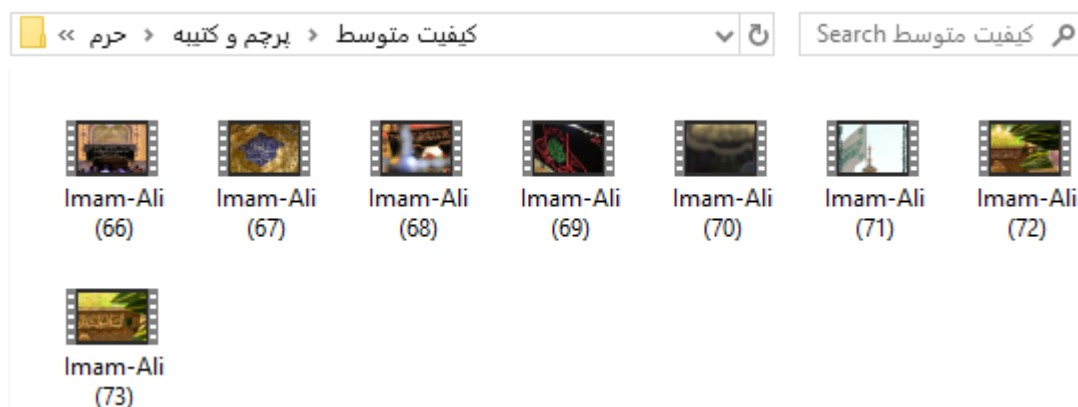 « حرم › پرچم و کتیبه › کیفیت متوسط
Search کیفیت متوسط
Imam-Ali (66)
Imam-Ali (67)
Imam-Ali (68)
Imam-Ali (69)
Imam-Ali (70)
Imam-Ali (71)
Imam-Ali (72)
Imam-Ali (73)